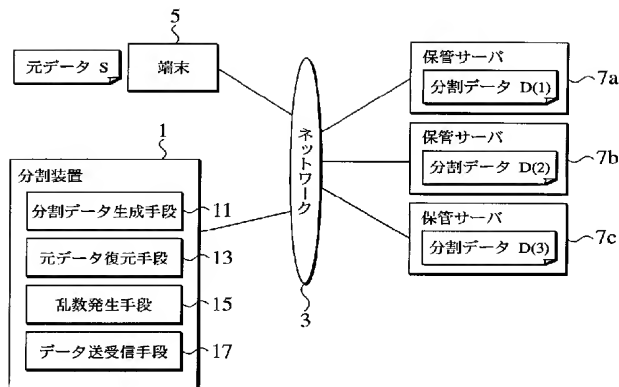 5
元データ S
端末
保管サーバ
分割データ D(1)
7a
保管サーバ
分割データ D(2)
7b
保管サーバ
分割データ D(3)
7c
ネットワーク
3
1
分割装置
分割データ生成手段
11
元データ復元手段
13
乱数発生手段
15
データ送受信手段
17